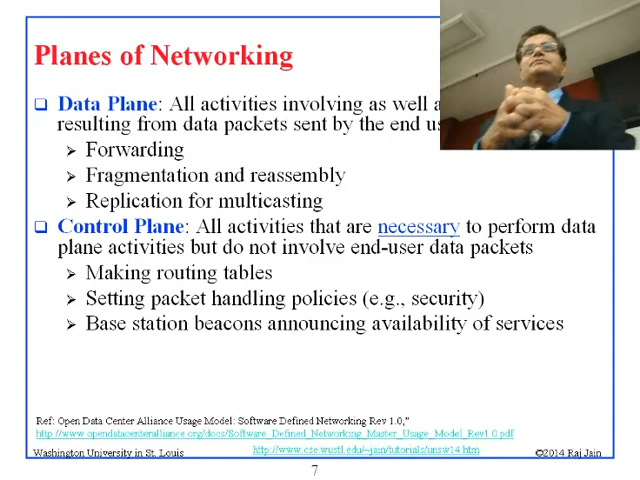 Planes of Networking
Data Plane: All activities involving as well
resulting from data packets sent by the end
➢ Forwarding
➢ Fragmentation and reassembly
➢ Replication for multicasting
Control Plane: All activities that are necessary to perform data
plane activities but do not involve end-user data packets
➢ Making routing tables
➢ Setting packet handling policies (e.g., security)
➢ Base station beacons announcing availability of services
Ref: Open Data Center Alliance Usage Model: Software Defined Networking Rev 1.0,"
http://www.opendatacenteralliance.org/docs/Software_Defined_Networking_Master_Usage_Model_Rev1.0.pdf
Washington University in St. Louis http://www.cse.wustl.edu/~jain/tutorials/unsw14.htm ©2014 Raj Jain
7